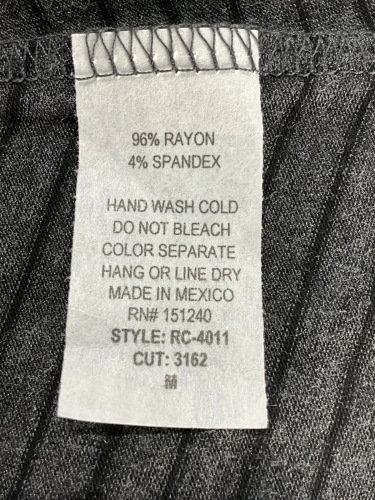 96% RAYON
4% SPANDEX
HAND WASH COLD
DO NOT BLEACH
COLOR SEPARATE
HANG OR LINE DRY
MADE IN MEXICO
RN# 151240
STYLE: RC-4011
CUT: 3162
M